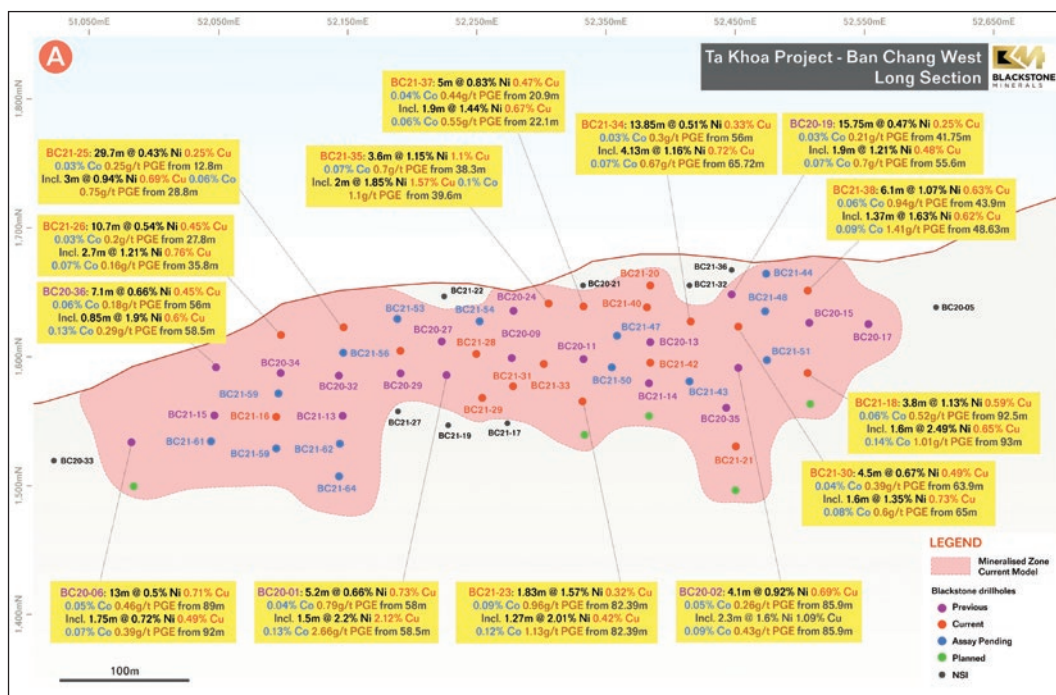 51,050mE
52,050mE
52,150mE
52,250mE
52,350mE
52,450mE
52,550mE
52,650mE
A
Ta Khoa Project - Ban Chang West
Long Section
BLACKSTONE
MINERALS
1,800mN
1,700mN
1,600mN
1,500mN
1,400mN
BC21-37: 5m @ 0.83% Ni 0.47% Cu
0.04% Co 0.44g/t PGE from 20.9m
Incl. 1.9m @ 1.44% Ni 0.67% Cu
0.06% Co 0.55g/t PGE from 22.1m
BC21-34: 13.85m @ 0.51% Ni 0.33% Cu
0.03% Co 0.3g/t PGE from 56m
Incl. 4.13m @ 1.16% Ni 0.72% Cu
0.07% Co 0.67g/t PGE from 65.72m
BC20-19: 15.75m @ 0.47% Ni 0.25% Cu
0.03% Co 0.21g/t PGE from 41.75m
Incl. 1.9m @ 1.21% Ni 0.48% Cu
0.07% Co 0.7g/t PGE from 55.6m
BC21-25: 29.7m @ 0.43% Ni 0.25% Cu
0.03% Co 0.25g/t PGE from 12.8m
Incl. 3m @ 0.94% Ni 0.69% Cu 0.06% Co
0.75g/t PGE from 28.8m
BC21-35: 3.6m @ 1.15% Ni 1.1% Cu
0.07% Co 0.7g/t PGE from 38.3m
Incl. 2m @ 1.85% Ni 1.57% Cu 0.1% Co
1.1g/t PGE from 39.6m
BC21-38: 6.1m @ 1.07% Ni 0.63% Cu
0.06% Co 0.94g/t PGE from 43.9m
Incl. 1.37m @ 1.63% Ni 0.62% Cu
0.09% Co 1.41g/t PGE from 48.63m
BC21-26: 10.7m @ 0.54% Ni 0.45% Cu
0.03% Co 0.2g/t PGE from 27.8m
Incl. 2.7m @ 1.21% Ni 0.76% Cu
0.07% Co 0.16g/t PGE from 35.8m
BC20-36: 7.1m @ 0.66% Ni 0.45% Cu
0.06% Co 0.18g/t PGE from 56m
Incl. 0.85m @ 1.9% Ni 0.6% Cu
0.13% Co 0.29g/t PGE from 58.5m
BC21-22
BC20-21
BC21-20
BC21-36
BC21-32
BC21-44
BC21-53
BC21-54
BC20-24
BC21-40
BC21-48
BC20-15
BC20-05
BC20-17
BC20-27
BC20-09
BC21-47
BC20-13
BC21-56
BC21-28
BC20-11
BC21-51
BC20-34
BC21-42
BC21-31
BC21-33
BC21-50
BC21-43
BC20-32
BC20-29
BC21-59
BC21-14
BC21-29
BC20-35
BC21-15
BC21-16
BC21-13
BC21-27
BC21-19
BC21-17
BC21-61
BC21-59
BC21-62
BC21-21
BC20-33
BC21-64
BC21-18: 3.8m @ 1.13% Ni 0.59% Cu
0.06% Co 0.52g/t PGE from 92.5m
Incl. 1.6m @ 2.49% Ni 0.65% Cu
0.14% Co 1.01g/t PGE from 93m
BC21-30: 4.5m @ 0.67% Ni 0.49% Cu
0.04% Co 0.39g/t PGE from 63.9m
Incl. 1.6m @ 1.35% Ni 0.73% Cu
0.08% Co 0.6g/t PGE from 65m
BC20-06: 13m @ 0.5% Ni 0.71% Cu
0.05% Co 0.46g/t PGE from 89m
Incl. 1.75m @ 0.72% Ni 0.49% Cu
0.07% Co 0.39g/t PGE from 92m
BC20-01: 5.2m @ 0.66% Ni 0.73% Cu
0.04% Co 0.79g/t PGE from 58m
Incl. 1.5m @ 2.2% Ni 2.12% Cu
0.13% Co 2.66g/t PGE from 58.5m
BC21-23: 1.83m @ 1.57% Ni 0.32% Cu
0.09% Co 0.96g/t PGE from 82.39m
Incl. 1.27m @ 2.01% Ni 0.42% Cu
0.12% Co 1.13g/t PGE from 82.39m
BC20-02: 4.1m @ 0.92% Ni 0.69% Cu
0.05% Co 0.26g/t PGE from 85.9m
Incl. 2.3m @ 1.6% Ni 1.09% Cu
0.09% Co 0.43g/t PGE from 85.9m
LEGEND
Mineralised Zone
Current Model
Blackstone drillholes
Previous
Current
Assay Pending
Planned
NSI
100m